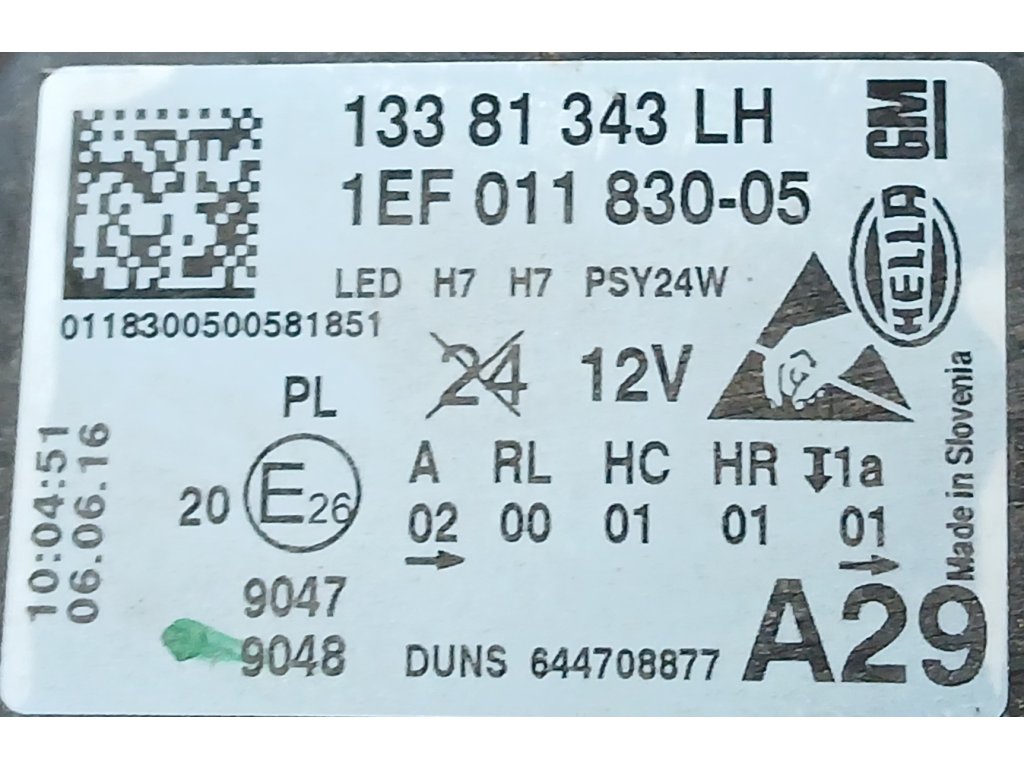 133 81 343 LH
1EF 011 830-05
GM
HELLA
LED H7 H7 PSY24W
0118300500581851
24 12V
PL
A RL HC HR 1a
20 E26
02 00 01 01 01
9047
9048
DUNS 644708877
A29
Made in Slovenia
10:04:51
06.06.16